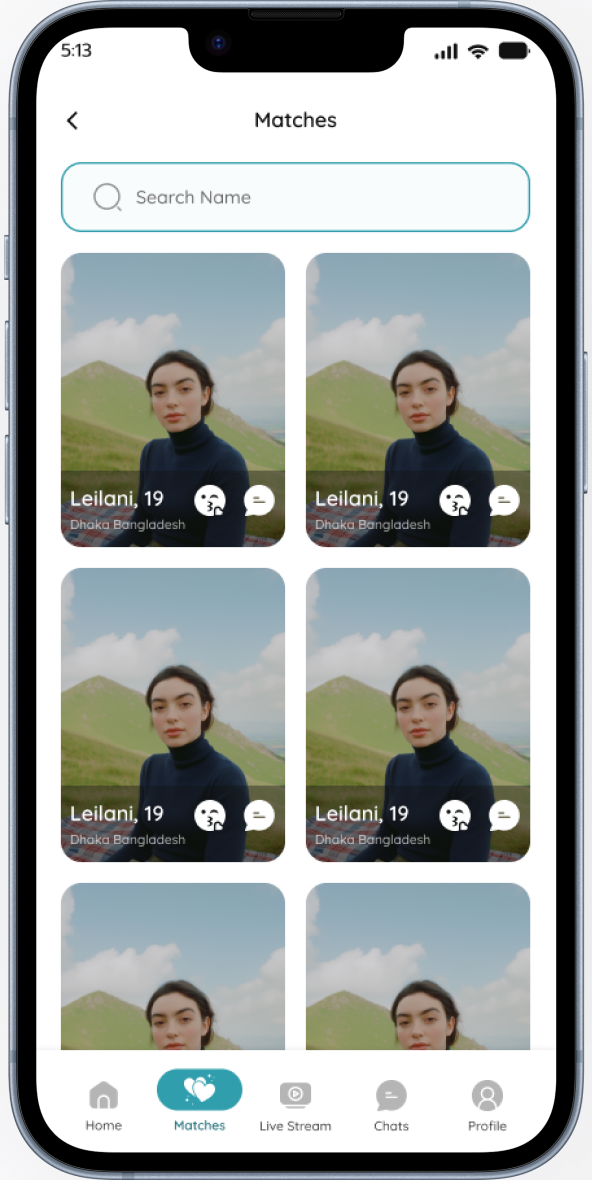 5:13
Matches
Search Name
Leilani, 19
Dhaka Bangladesh
Leilani, 19
Dhaka Bangladesh
Leilani, 19
Dhaka Bangladesh
Leilani, 19
Dhaka Bangladesh
Home
Matches
Live Stream
Chats
Profile